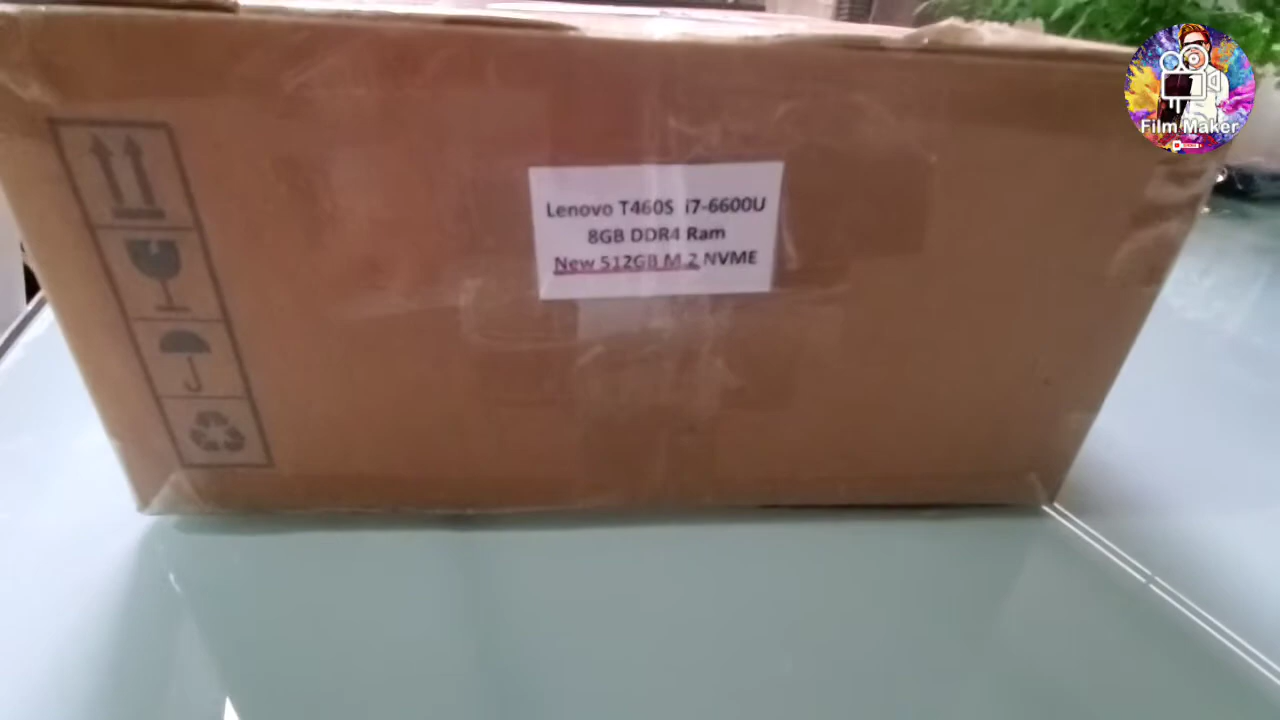 Film Maker
Lenovo T460S i7-6600U
8GB DDR4 Ram
New 512GB M.2 NVME